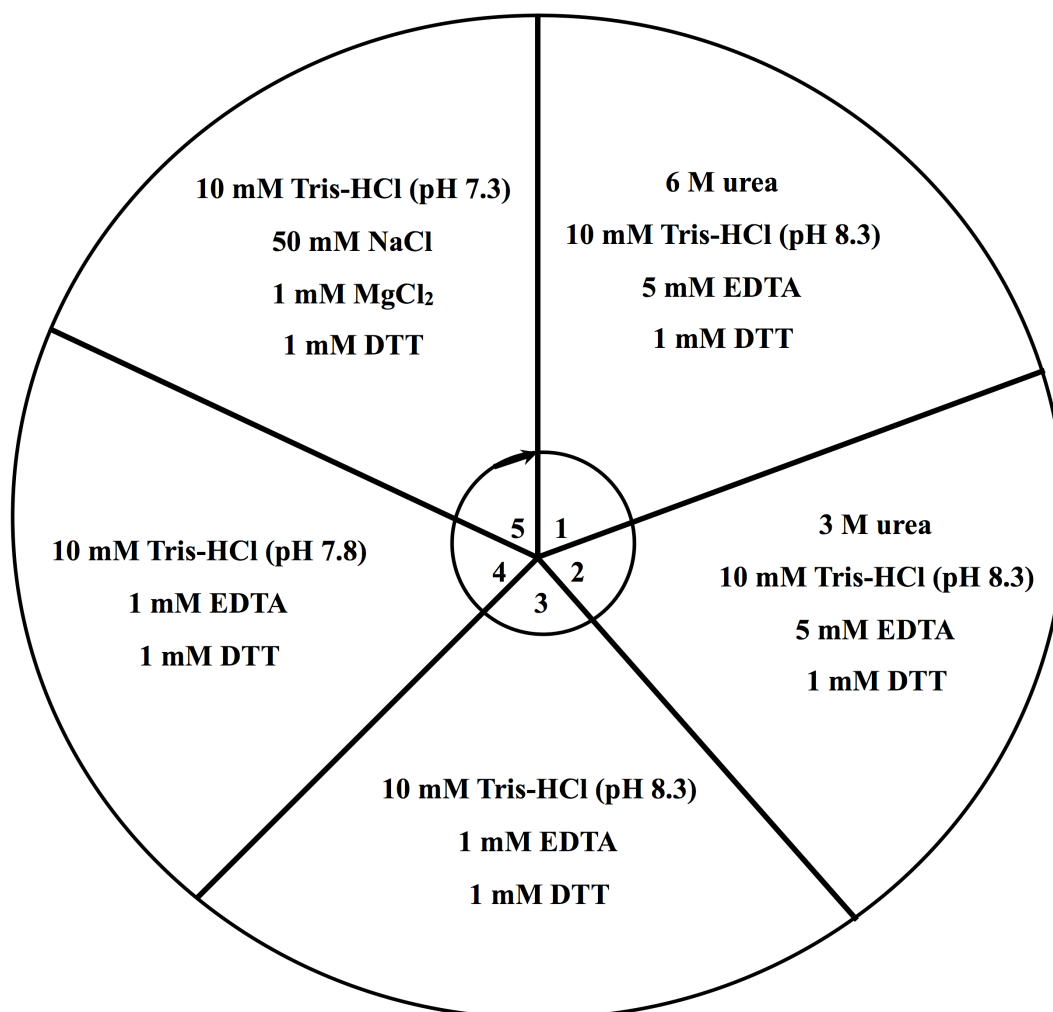 6 M urea
10 mM Tris-HCl (pH 8.3)
5 mM EDTA
1 mM DTT
3 M urea
10 mM Tris-HCl (pH 8.3)
5 mM EDTA
1 mM DTT
10 mM Tris-HCl (pH 8.3)
1 mM EDTA
1 mM DTT
10 mM Tris-HCl (pH 7.8)
1 mM EDTA
1 mM DTT
10 mM Tris-HCl (pH 7.3)
50 mM NaCl
1 mM MgCl₂
1 mM DTT
1
2
3
4
5